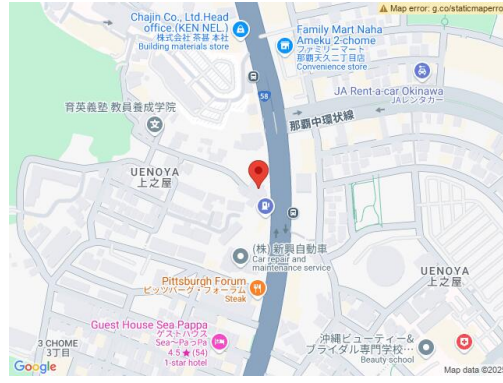 Map error: g.co/staticmaperro
Chajin Co., Ltd.Head
office.(KEN NEL.)
株式会社 茶甚 本社
Building materials store
Family Mart Naha
Ameku 2-chome
ファミリーマート
那覇天久二丁目店
Convenience store
JA Rent-a-car Okinawa
JAレンタカー
58
那覇中環状線
育英義塾 教員養成学院
UENOYA
上之屋
(株) 新興自動車
Car repair and
maintenance service
Pittsburgh Forum
ピッツバーグ・フォーラム
Steak
UENOYA
上之屋
Guest House Sea Pappa
ゲストハウス
Sea〜PaっPa
4.5★(54)
1-star hotel
3 CHOME
3丁目
沖縄ビューティー&
ブライダル専門学校…
Beauty school
Google
Map data ©202